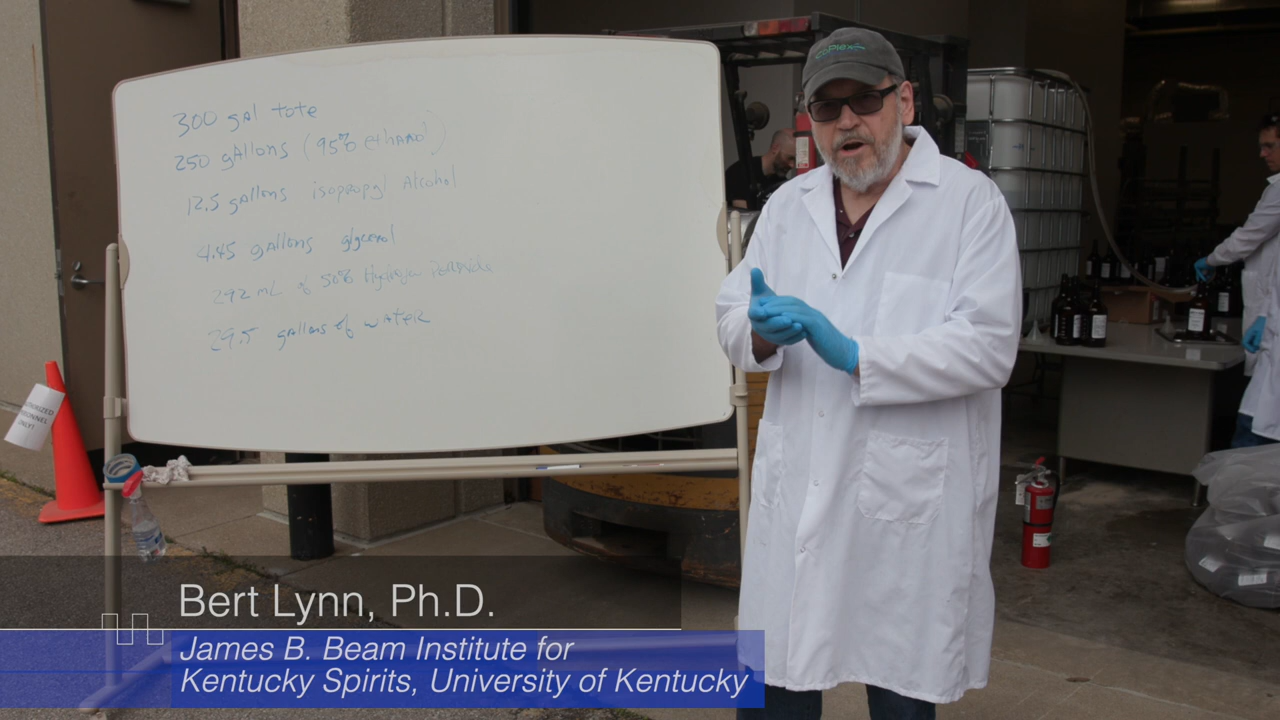 300 gal tote
250 gallons (95% ethanol)
12.5 gallons isopropyl Alcohol
4.45 gallons glycerol
292 mL of 50% Hydrogen Peroxide
29.5 gallons of water
PERSONNEL
ONLY!
Bert Lynn, Ph.D.
James B. Beam Institute for
Kentucky Spirits, University of Kentucky